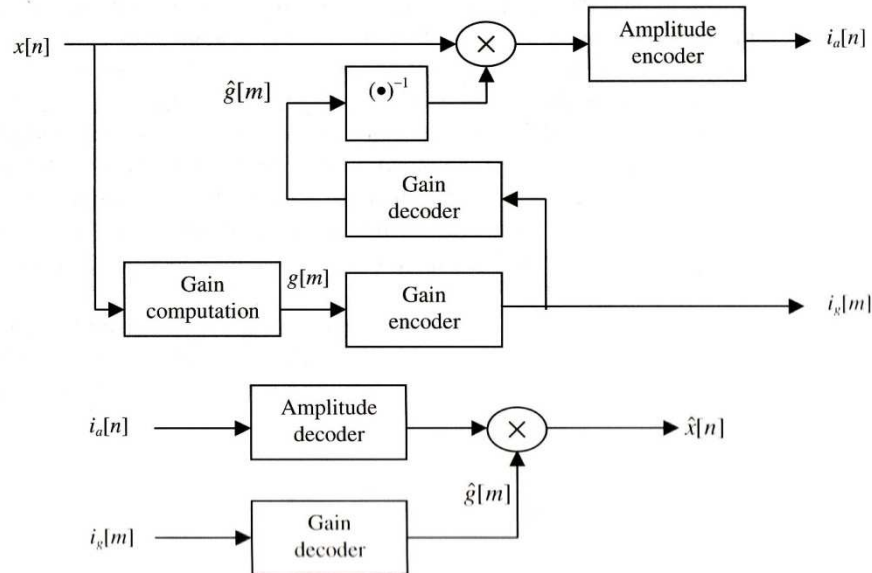 x[n]
×
Amplitude
encoder
i_a[n]
ĝ[m]
(•)⁻¹
Gain
decoder
Gain
computation
g[m]
Gain
encoder
i_g[m]
i_a[n]
Amplitude
decoder
×
x̂[n]
ĝ[m]
i_g[m]
Gain
decoder